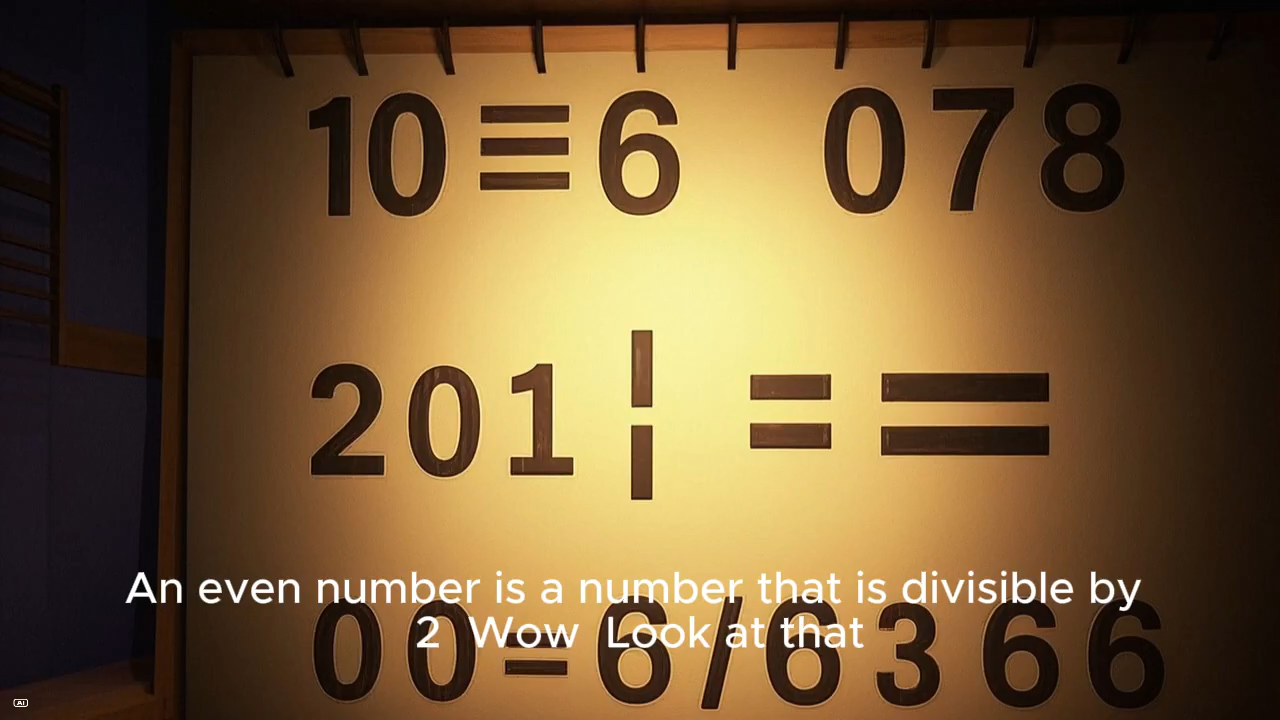 10≡6 078
201¦ = =
An even number is a number that is divisible by
2 Wow Look at that
00=6/6366
AI